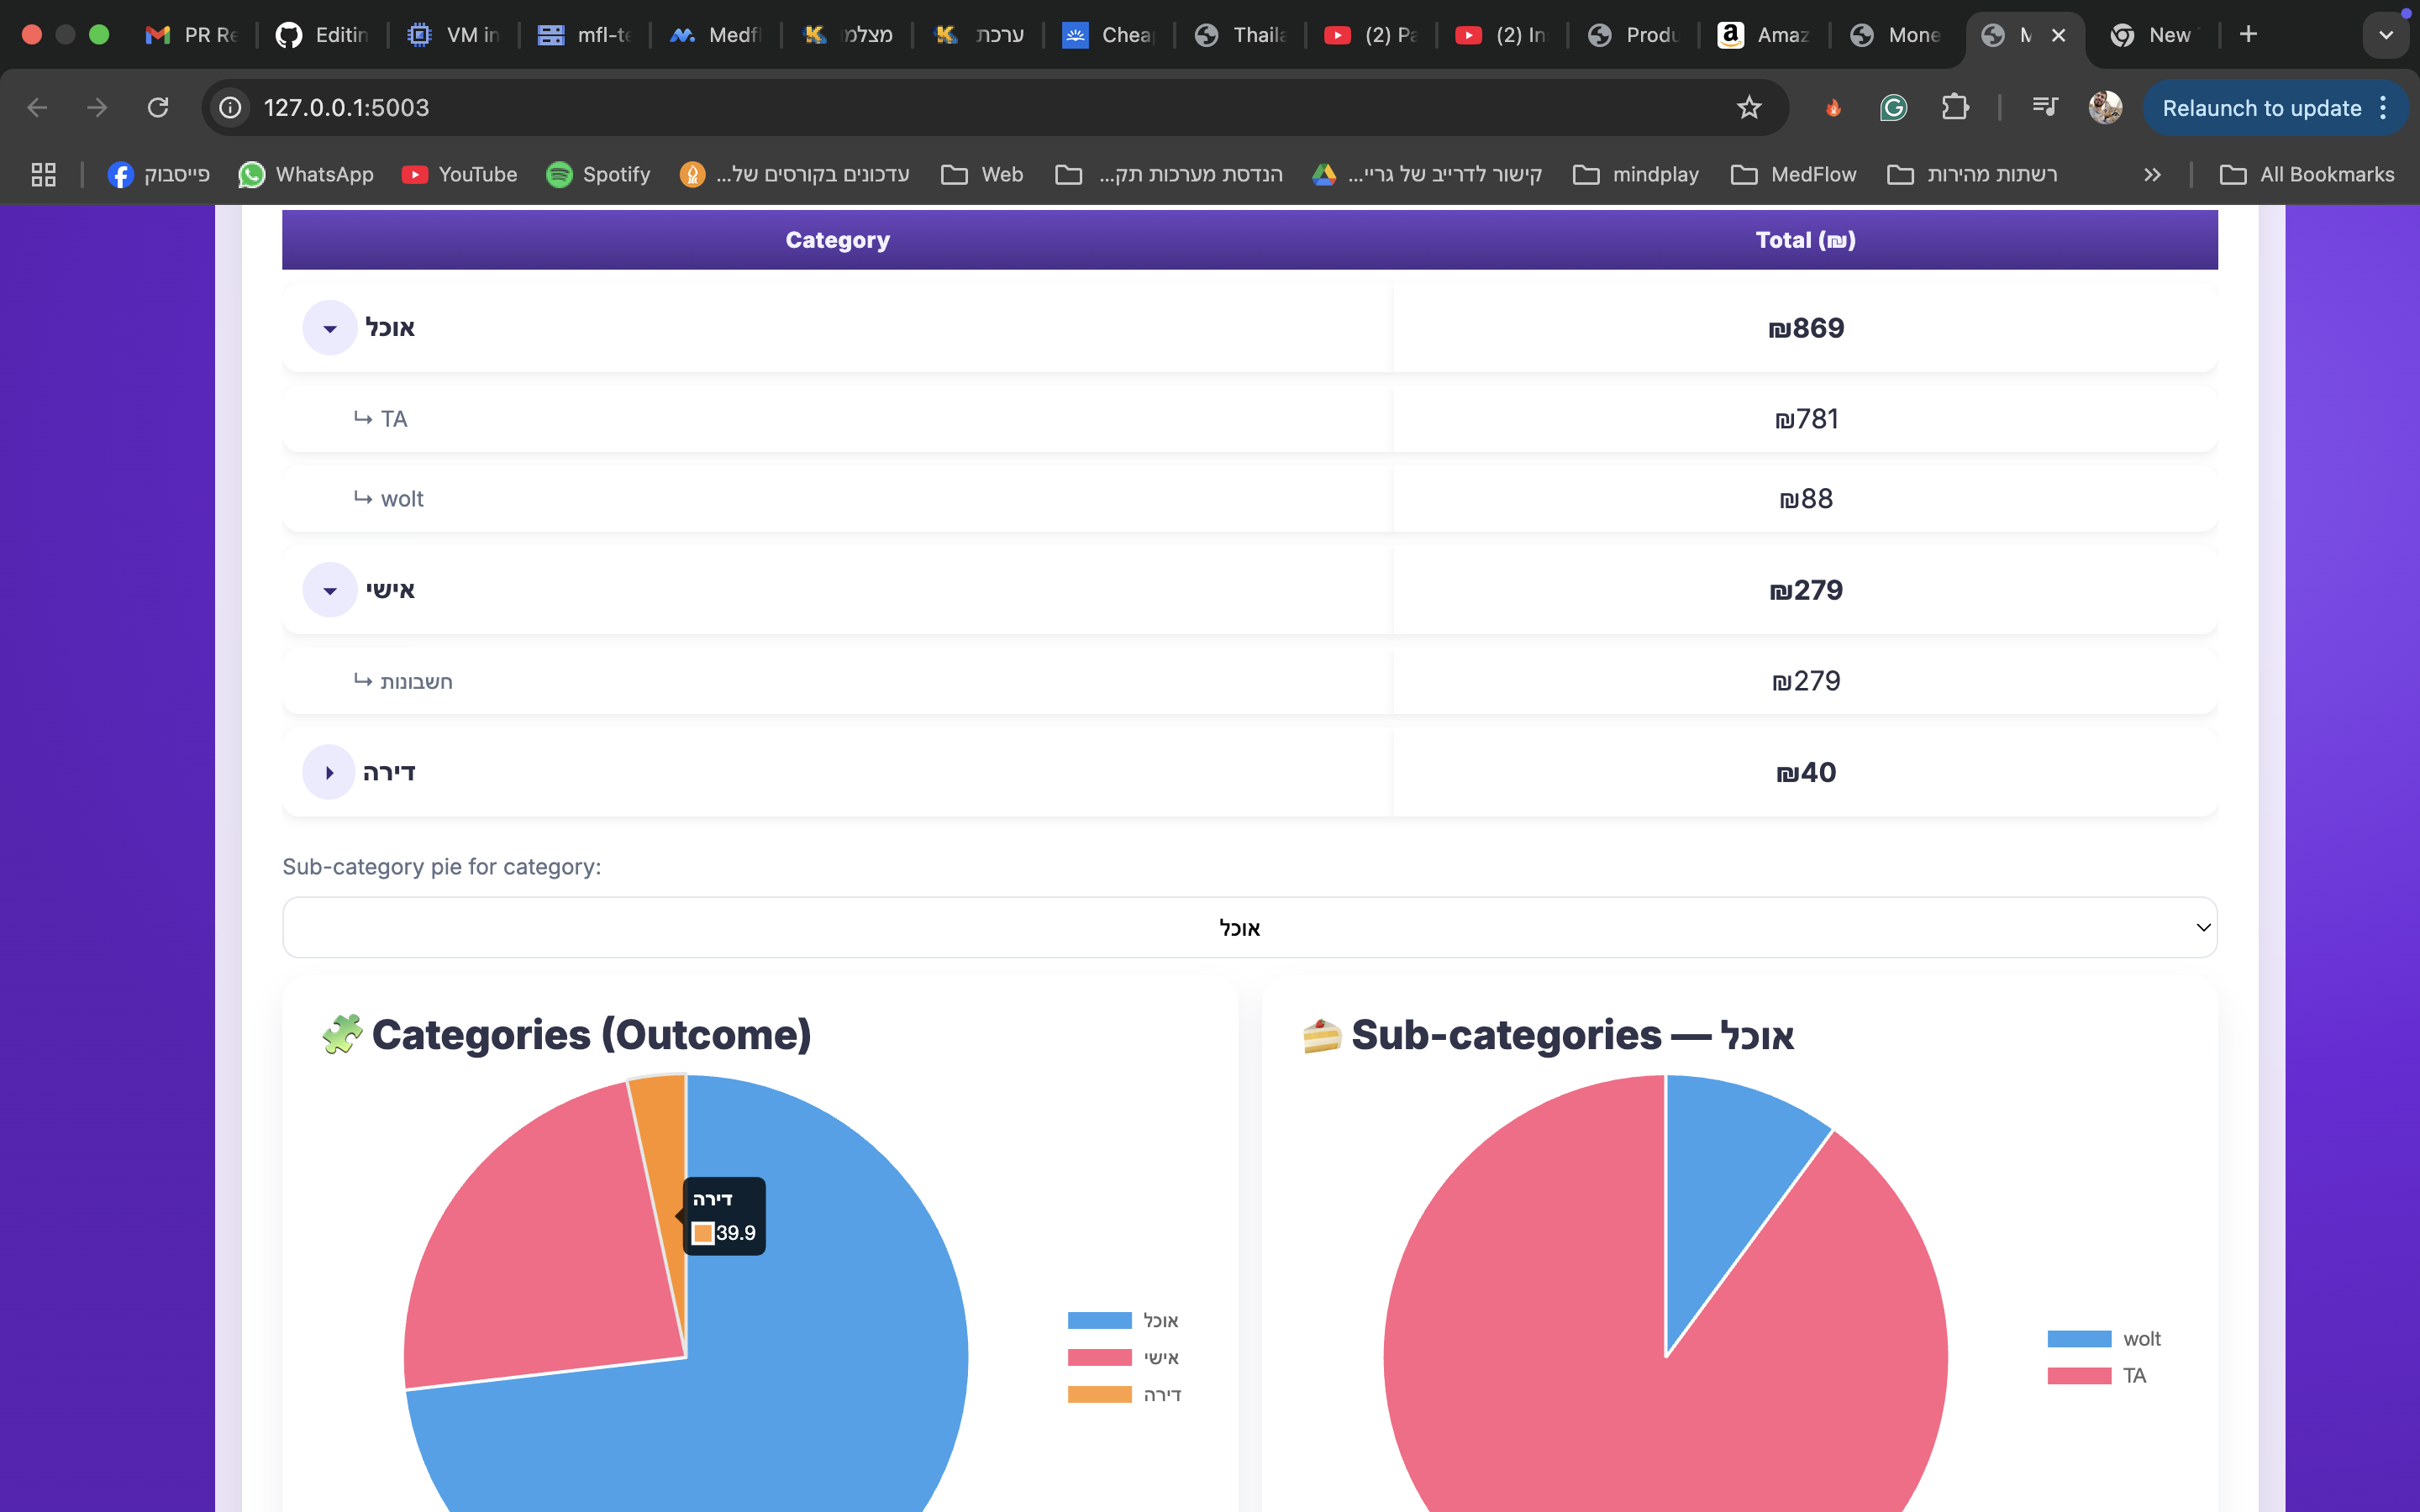 PR Re
Editin
VM in
mfl-te
Medfl
מצלמ
ערכת
Chea
Thaila
(2) Pa
(2) In
Produ
Amaz
Mone
M
New
127.0.0.1:5003
Relaunch to update
פייסבוק
WhatsApp
YouTube
Spotify
עדכונים בקורסים של...
Web
הנדסת מערכות תק...
קישור לדרייב של גריי...
mindplay
MedFlow
רשתות מהירות
All Bookmarks
Category Total (₪)
אוכל ₪869
↳ TA ₪781
↳ wolt ₪88
אישי ₪279
↳ חשבונות ₪279
דירה ₪40
Sub-category pie for category:
אוכל
🧩 Categories (Outcome)
דירה
39.9
אוכל
אישי
דירה
🍰 Sub-categories — אוכל
wolt
TA